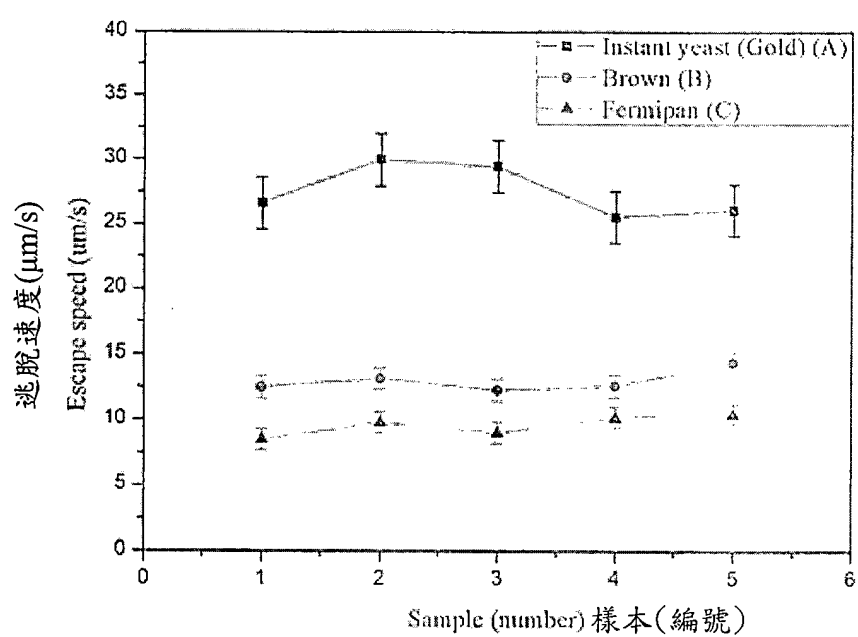 40
35
30
25
20
15
10
5
0
0 1 2 3 4 5 6
Instant yeast (Gold) (A)
Brown (B)
Fermipan (C)
逃脫速度(μm/s)
Escape speed (um/s)
Sample (number) 樣本(編號)